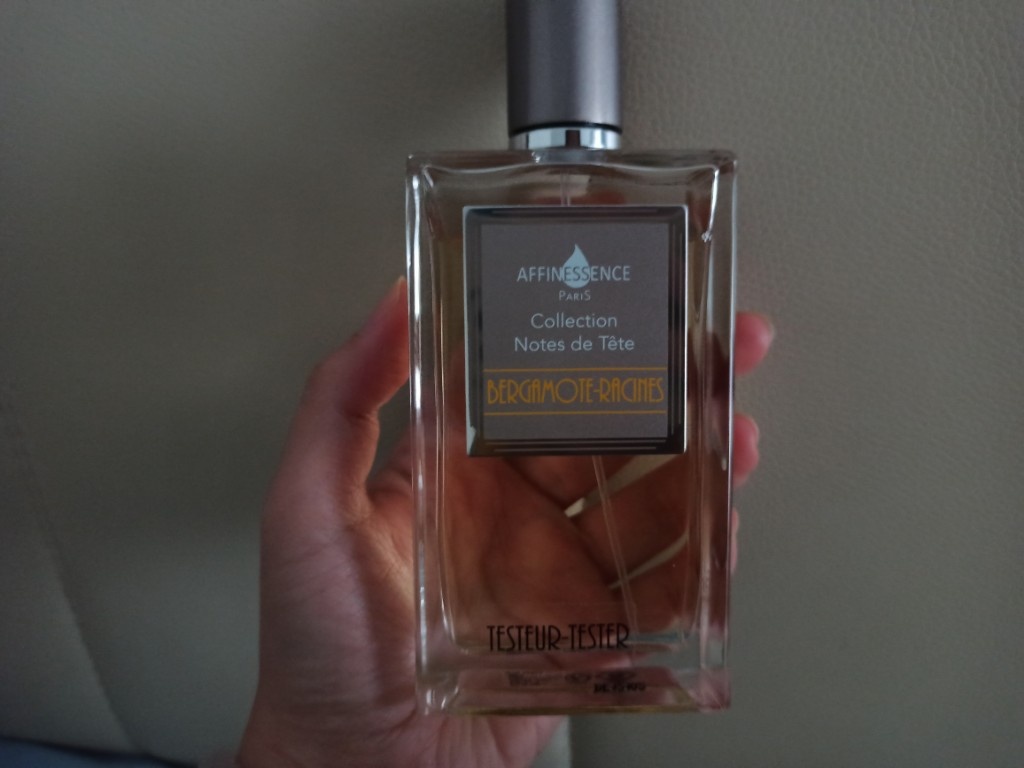 AFFINESSENCE
PARIS
Collection
Notes de Tête
BERGAMOTE-RACINES
TESTEUR-TESTER